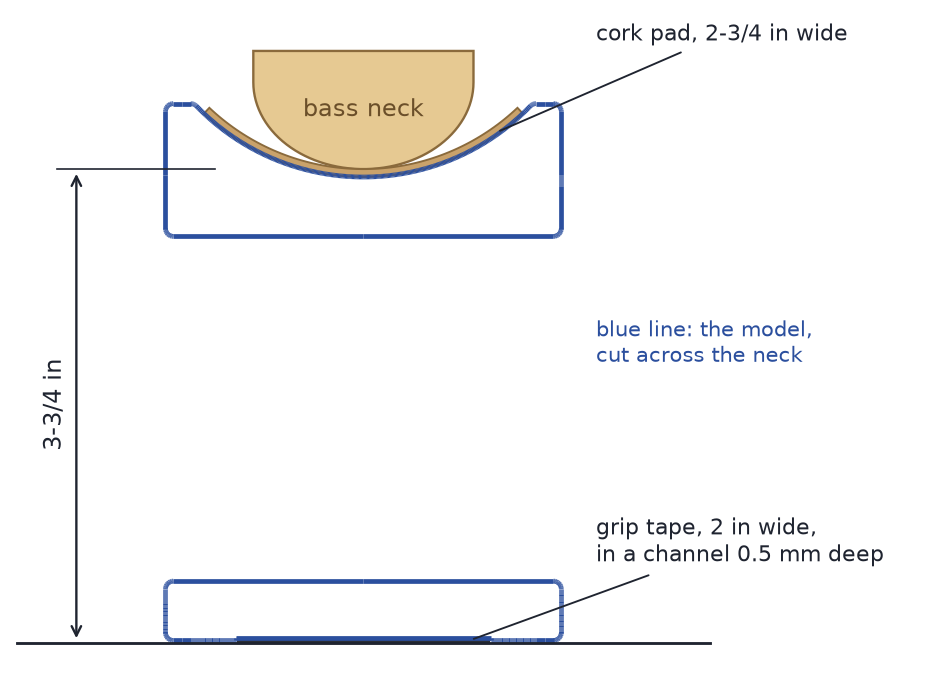 cork pad, 2-3/4 in wide
bass neck
3-3/4 in
blue line: the model,
cut across the neck
grip tape, 2 in wide,
in a channel 0.5 mm deep